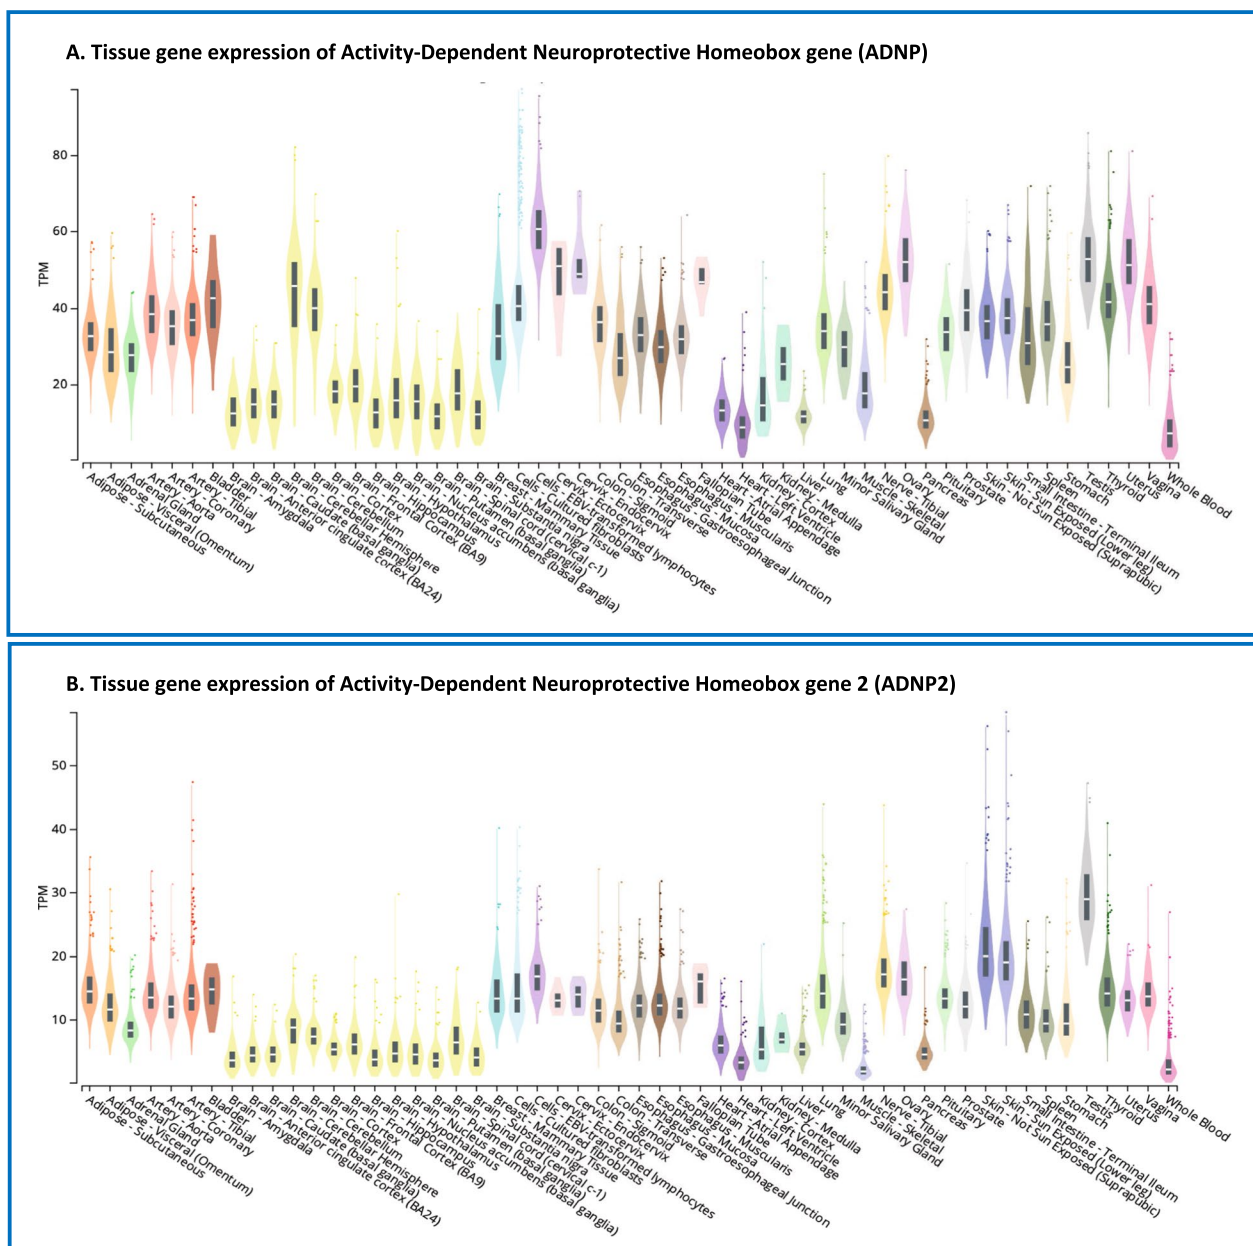 A. Tissue gene expression of Activity-Dependent Neuroprotective Homeobox gene (ADNP)
TPM
80
60
40
20
Adipose - Subcutaneous
Adipose - Visceral (Omentum)
Adrenal Gland
Artery - Aorta
Artery - Coronary
Artery - Tibial
Bladder
Brain - Amygdala
Brain - Anterior cingulate cortex (BA24)
Brain - Caudate (basal ganglia)
Brain - Cerebellar Hemisphere
Brain - Cerebellum
Brain - Cortex
Brain - Frontal Cortex (BA9)
Brain - Hippocampus
Brain - Hypothalamus
Brain - Nucleus accumbens (basal ganglia)
Brain - Putamen (basal ganglia)
Brain - Spinal cord (cervical c-1)
Brain - Substantia nigra
Breast - Mammary Tissue
Cells - Cultured fibroblasts
Cells - EBV-transformed lymphocytes
Cervix - Ectocervix
Cervix - Endocervix
Colon - Sigmoid
Colon - Transverse
Esophagus - Gastroesophageal Junction
Esophagus - Mucosa
Esophagus - Muscularis
Fallopian Tube
Heart - Atrial Appendage
Heart - Left Ventricle
Kidney - Cortex
Kidney - Medulla
Liver
Lung
Minor Salivary Gland
Muscle - Skeletal
Nerve - Tibial
Ovary
Pancreas
Pituitary
Prostate
Skin - Not Sun Exposed (Suprapubic)
Skin - Sun Exposed (Lower leg)
Small Intestine - Terminal Ileum
Spleen
Stomach
Testis
Thyroid
Uterus
Vagina
Whole Blood
B. Tissue gene expression of Activity-Dependent Neuroprotective Homeobox gene 2 (ADNP2)
TPM
50
40
30
20
10
Adipose - Subcutaneous
Adipose - Visceral (Omentum)
Adrenal Gland
Artery - Aorta
Artery - Coronary
Artery - Tibial
Bladder
Brain - Amygdala
Brain - Anterior cingulate cortex (BA24)
Brain - Caudate (basal ganglia)
Brain - Cerebellar Hemisphere
Brain - Cerebellum
Brain - Cortex
Brain - Frontal Cortex (BA9)
Brain - Hippocampus
Brain - Hypothalamus
Brain - Nucleus accumbens (basal ganglia)
Brain - Putamen (basal ganglia)
Brain - Spinal cord (cervical c-1)
Brain - Substantia nigra
Breast - Mammary Tissue
Cells - Cultured fibroblasts
Cells - EBV-transformed lymphocytes
Cervix - Ectocervix
Cervix - Endocervix
Colon - Sigmoid
Colon - Transverse
Esophagus - Gastroesophageal Junction
Esophagus - Mucosa
Esophagus - Muscularis
Fallopian Tube
Heart - Atrial Appendage
Heart - Left Ventricle
Kidney - Cortex
Kidney - Medulla
Liver
Lung
Minor Salivary Gland
Muscle - Skeletal
Nerve - Tibial
Ovary
Pancreas
Pituitary
Prostate
Skin - Not Sun Exposed (Suprapubic)
Skin - Sun Exposed (Lower leg)
Small Intestine - Terminal Ileum
Spleen
Stomach
Testis
Thyroid
Uterus
Vagina
Whole Blood